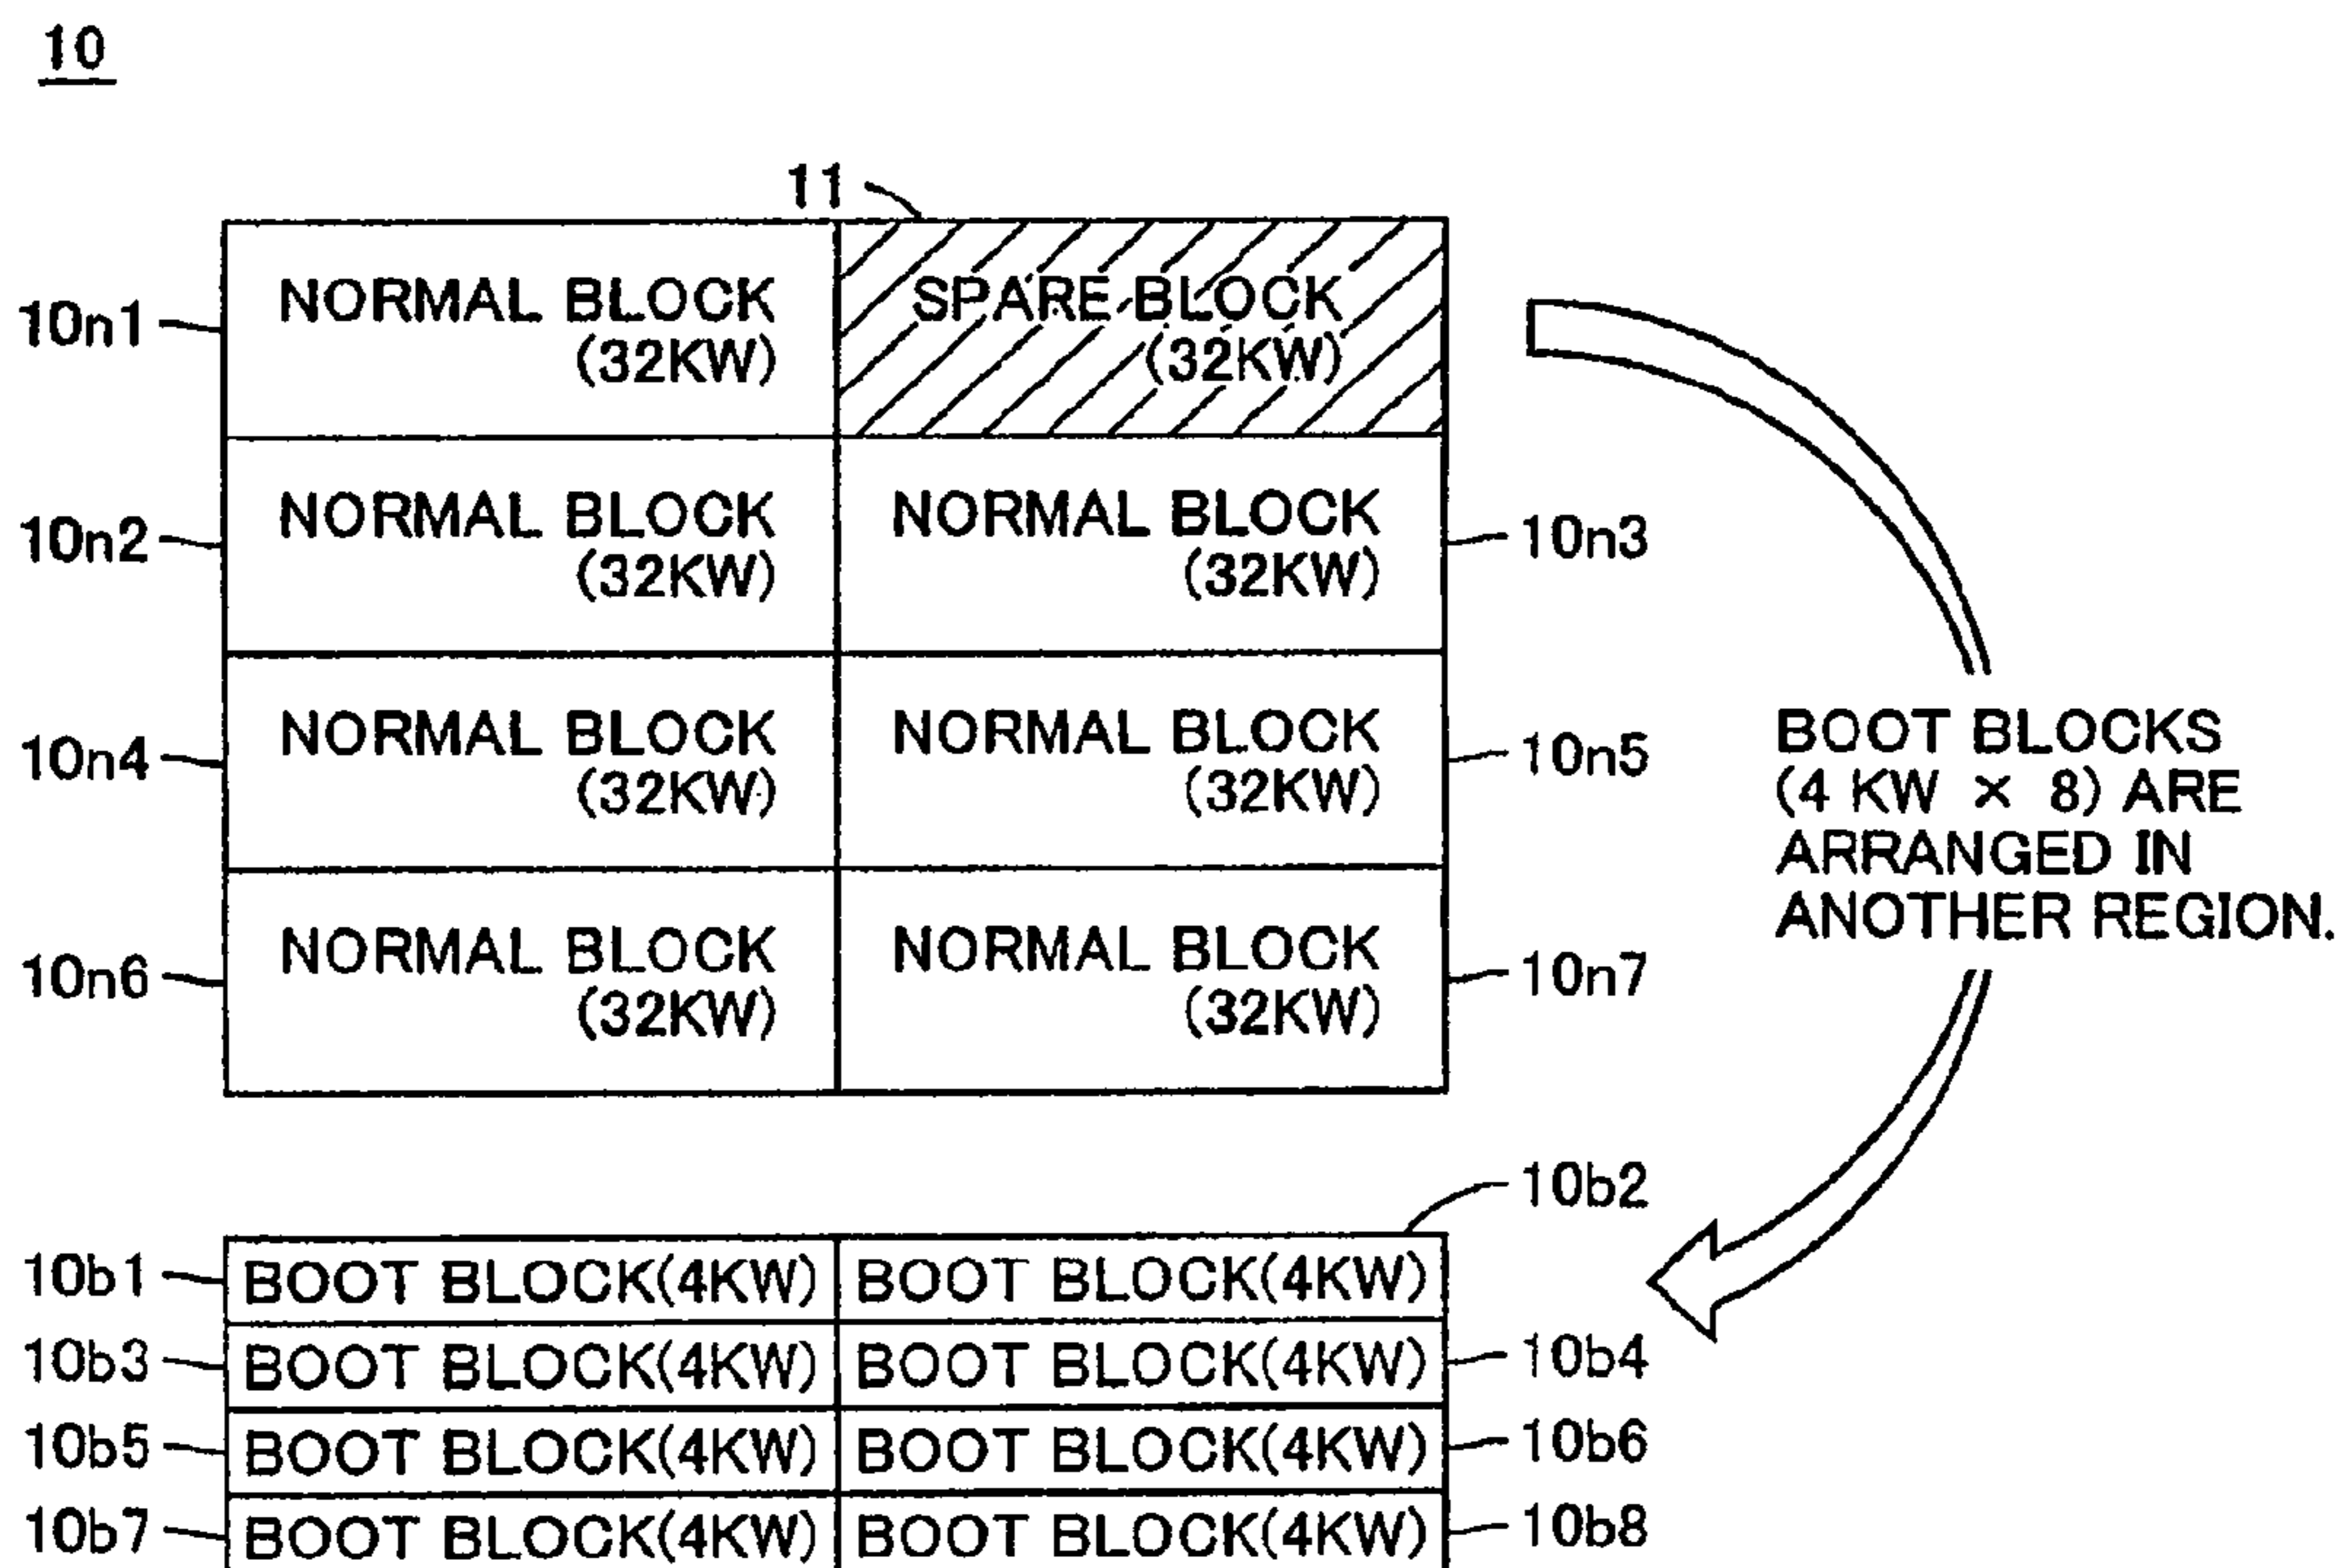 10
11
10n1
NORMAL BLOCK
(32KW)
SPARE BLOCK
(32KW)
10n2
NORMAL BLOCK
(32KW)
NORMAL BLOCK
(32KW)
10n3
10n4
NORMAL BLOCK
(32KW)
NORMAL BLOCK
(32KW)
10n5
10n6
NORMAL BLOCK
(32KW)
NORMAL BLOCK
(32KW)
10n7
BOOT BLOCKS
(4 KW × 8) ARE
ARRANGED IN
ANOTHER REGION.
10b2
10b1
BOOT BLOCK(4KW)
BOOT BLOCK(4KW)
10b3
BOOT BLOCK(4KW)
BOOT BLOCK(4KW)
10b4
10b5
BOOT BLOCK(4KW)
BOOT BLOCK(4KW)
10b6
10b7
BOOT BLOCK(4KW)
BOOT BLOCK(4KW)
10b8